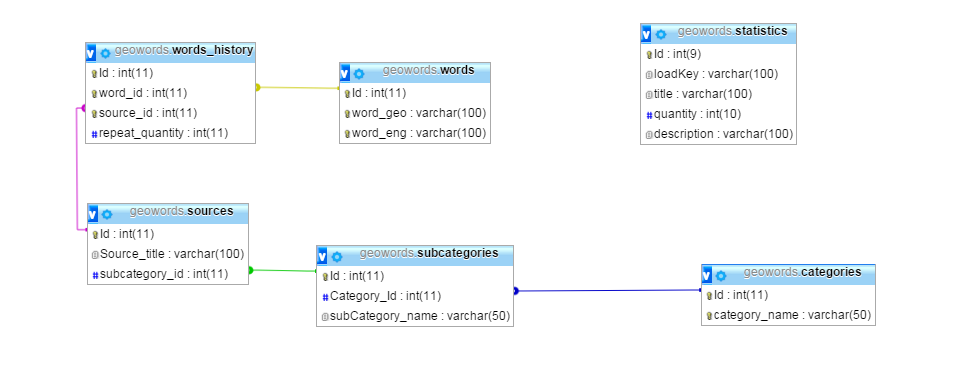 geowords.words_history
Id : int(11)
word_id : int(11)
source_id : int(11)
repeat_quantity : int(11)
geowords.words
Id : int(11)
word_geo : varchar(100)
word_eng : varchar(100)
geowords.statistics
Id : int(9)
loadKey : varchar(100)
title : varchar(100)
quantity : int(10)
description : varchar(100)
geowords.sources
Id : int(11)
Source_title : varchar(100)
subcategory_id : int(11)
geowords.subcategories
Id : int(11)
Category_Id : int(11)
subCategory_name : varchar(50)
geowords.categories
Id : int(11)
category_name : varchar(50)